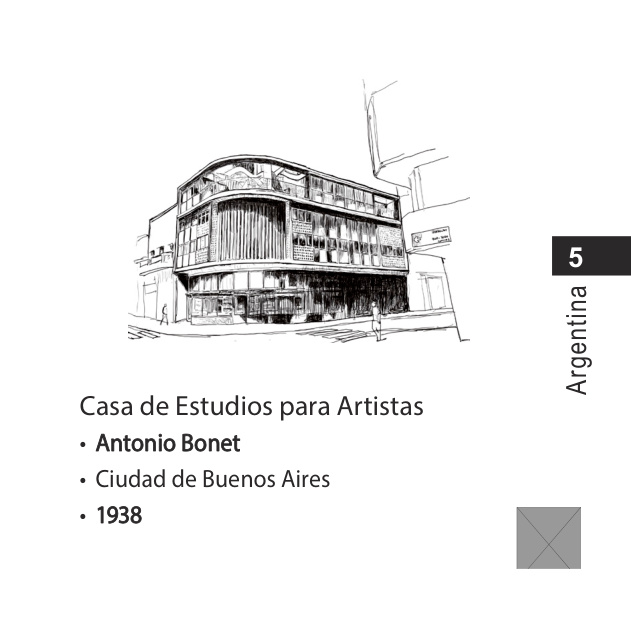 Casa de Estudios para Artistas
• Antonio Bonet
• Ciudad de Buenos Aires
• 1938
5
Argentina